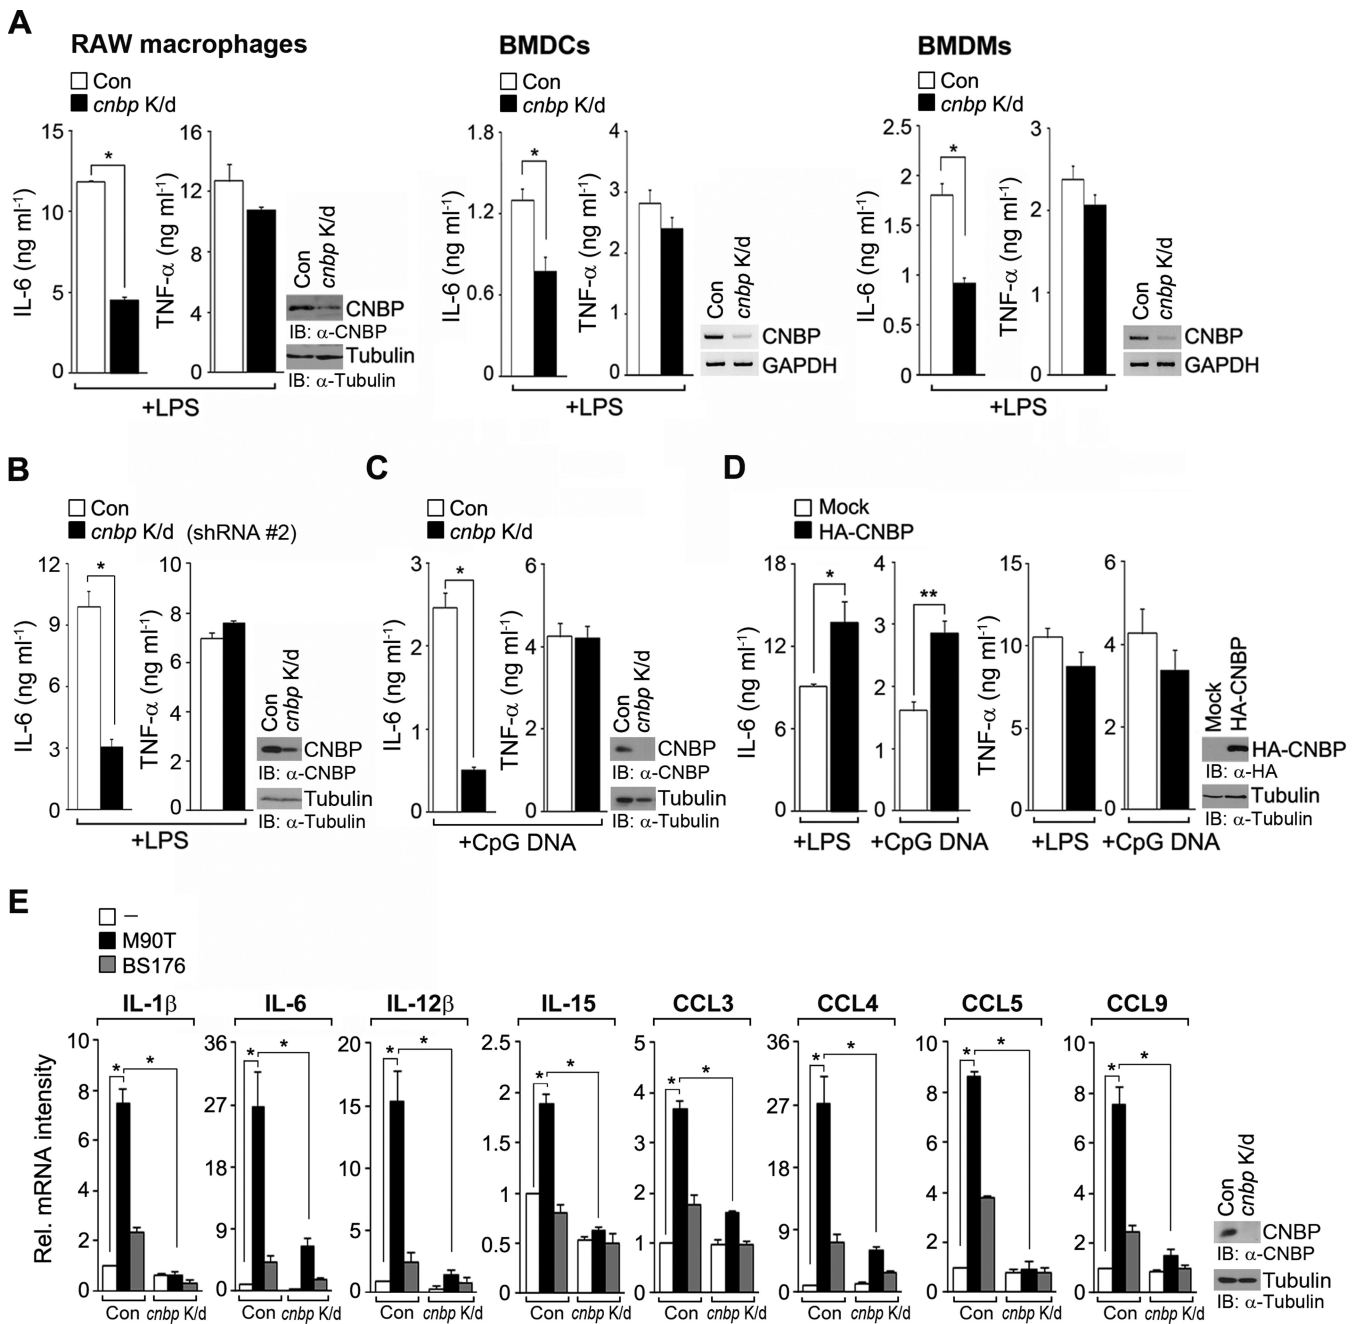 A
RAW macrophages
Con
cnbp K/d
15
10
5
0
IL-6 (ng ml-1)
*
16
12
8
4
0
TNF-α (ng ml-1)
Con
cnbp K/d
CNBP
IB: α-CNBP
Tubulin
IB: α-Tubulin
+LPS
BMDCs
Con
cnbp K/d
1.8
1.2
0.6
0
IL-6 (ng ml-1)
*
4
3
2
1
0
TNF-α (ng ml-1)
Con
cnbp K/d
CNBP
GAPDH
+LPS
BMDMs
Con
cnbp K/d
2.5
2
1.5
1
0.5
0
IL-6 (ng ml-1)
*
3
2
1
0
TNF-α (ng ml-1)
Con
cnbp K/d
CNBP
GAPDH
+LPS
B
Con
cnbp K/d (shRNA #2)
12
9
6
3
0
IL-6 (ng ml-1)
*
10
8
6
4
2
0
TNF-α (ng ml-1)
Con
cnbp K/d
CNBP
IB: α-CNBP
Tubulin
IB: α-Tubulin
+LPS
C
Con
cnbp K/d
3
2
1
0
IL-6 (ng ml-1)
*
6
4
2
0
TNF-α (ng ml-1)
Con
cnbp K/d
CNBP
IB: α-CNBP
Tubulin
IB: α-Tubulin
+CpG DNA
D
Mock
HA-CNBP
18
12
6
0
IL-6 (ng ml-1)
*
+LPS
4
3
2
1
0
**
+CpG DNA
15
10
5
0
TNF-α (ng ml-1)
+LPS
6
4
2
0
+CpG DNA
Mock
HA-CNBP
HA-CNBP
IB: α-HA
Tubulin
IB: α-Tubulin
E
–
M90T
BS176
Rel. mRNA intensity
IL-1β
10
8
6
4
2
0
* *
Con cnbp K/d
IL-6
36
27
18
9
0
* *
Con cnbp K/d
IL-12β
20
15
10
5
0
* *
Con cnbp K/d
IL-15
2.5
2
1.5
1
0.5
0
* *
Con cnbp K/d
CCL3
5
4
3
2
1
0
* *
Con cnbp K/d
CCL4
36
27
18
9
0
* *
Con cnbp K/d
CCL5
10
8
6
4
2
0
* *
Con cnbp K/d
CCL9
10
8
6
4
2
0
* *
Con cnbp K/d
Con
cnbp K/d
CNBP
IB: α-CNBP
Tubulin
IB: α-Tubulin